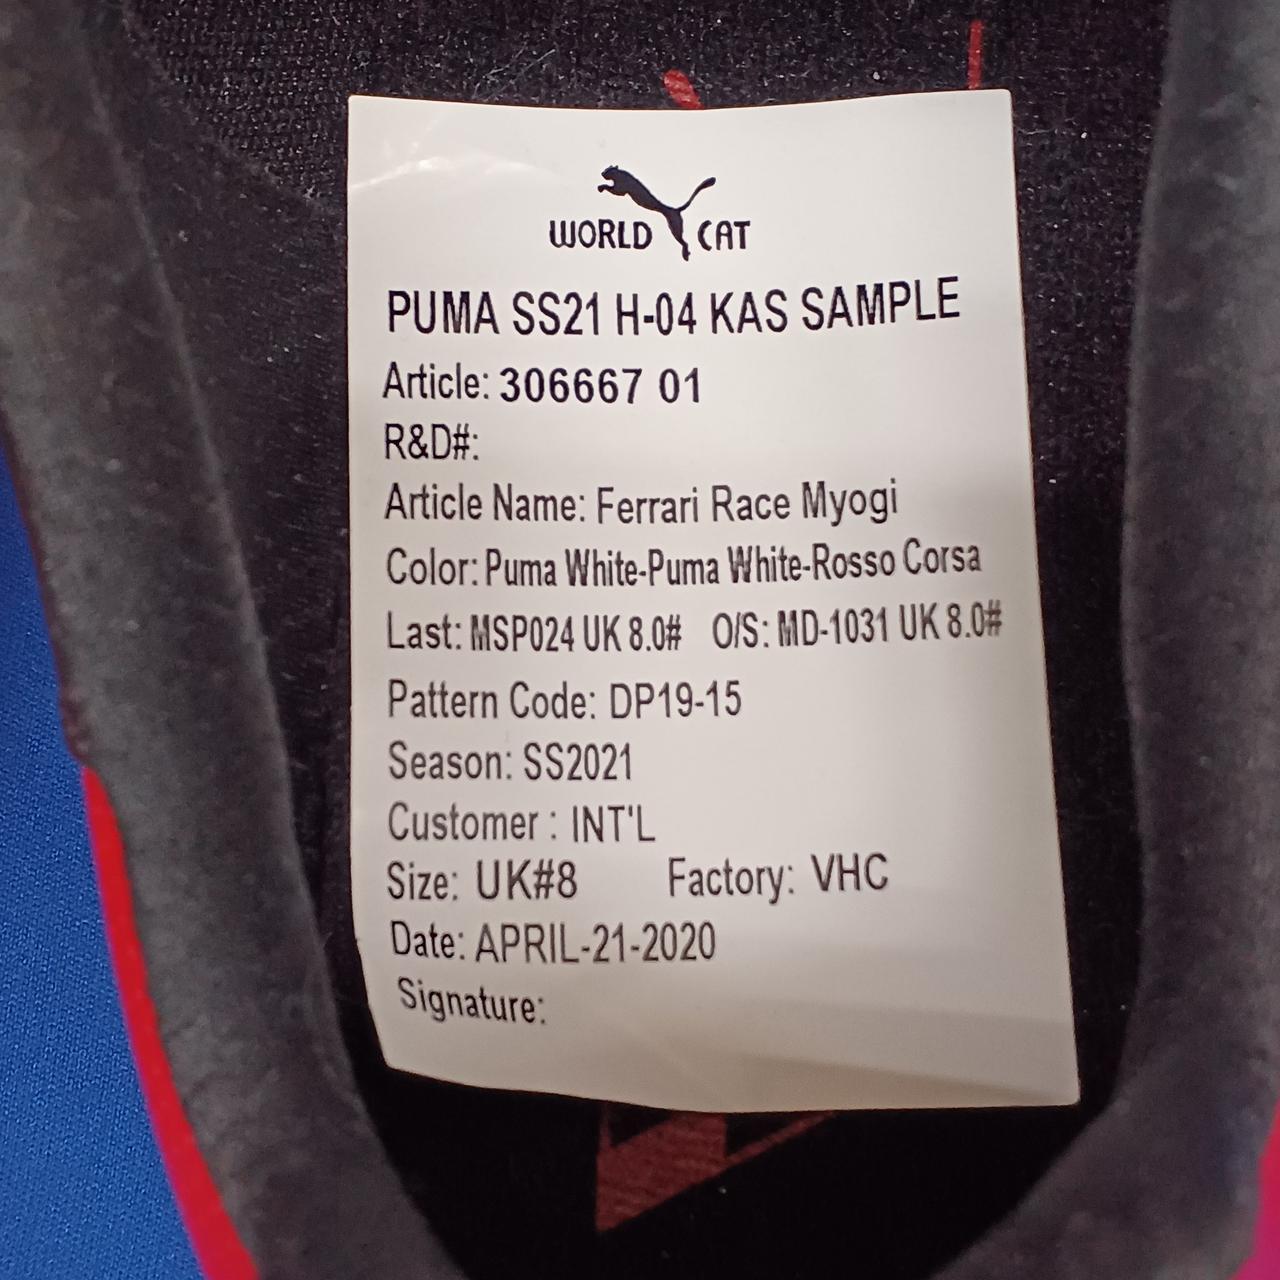 WORLD CAT
PUMA SS21 H-04 KAS SAMPLE
Article: 306667 01
R&D#:
Article Name: Ferrari Race Myogi
Color: Puma White-Puma White-Rosso Corsa
Last: MSP024 UK 8.0# O/S: MD-1031 UK 8.0#
Pattern Code: DP19-15
Season: SS2021
Customer : INT'L
Size: UK#8 Factory: VHC
Date: APRIL-21-2020
Signature: